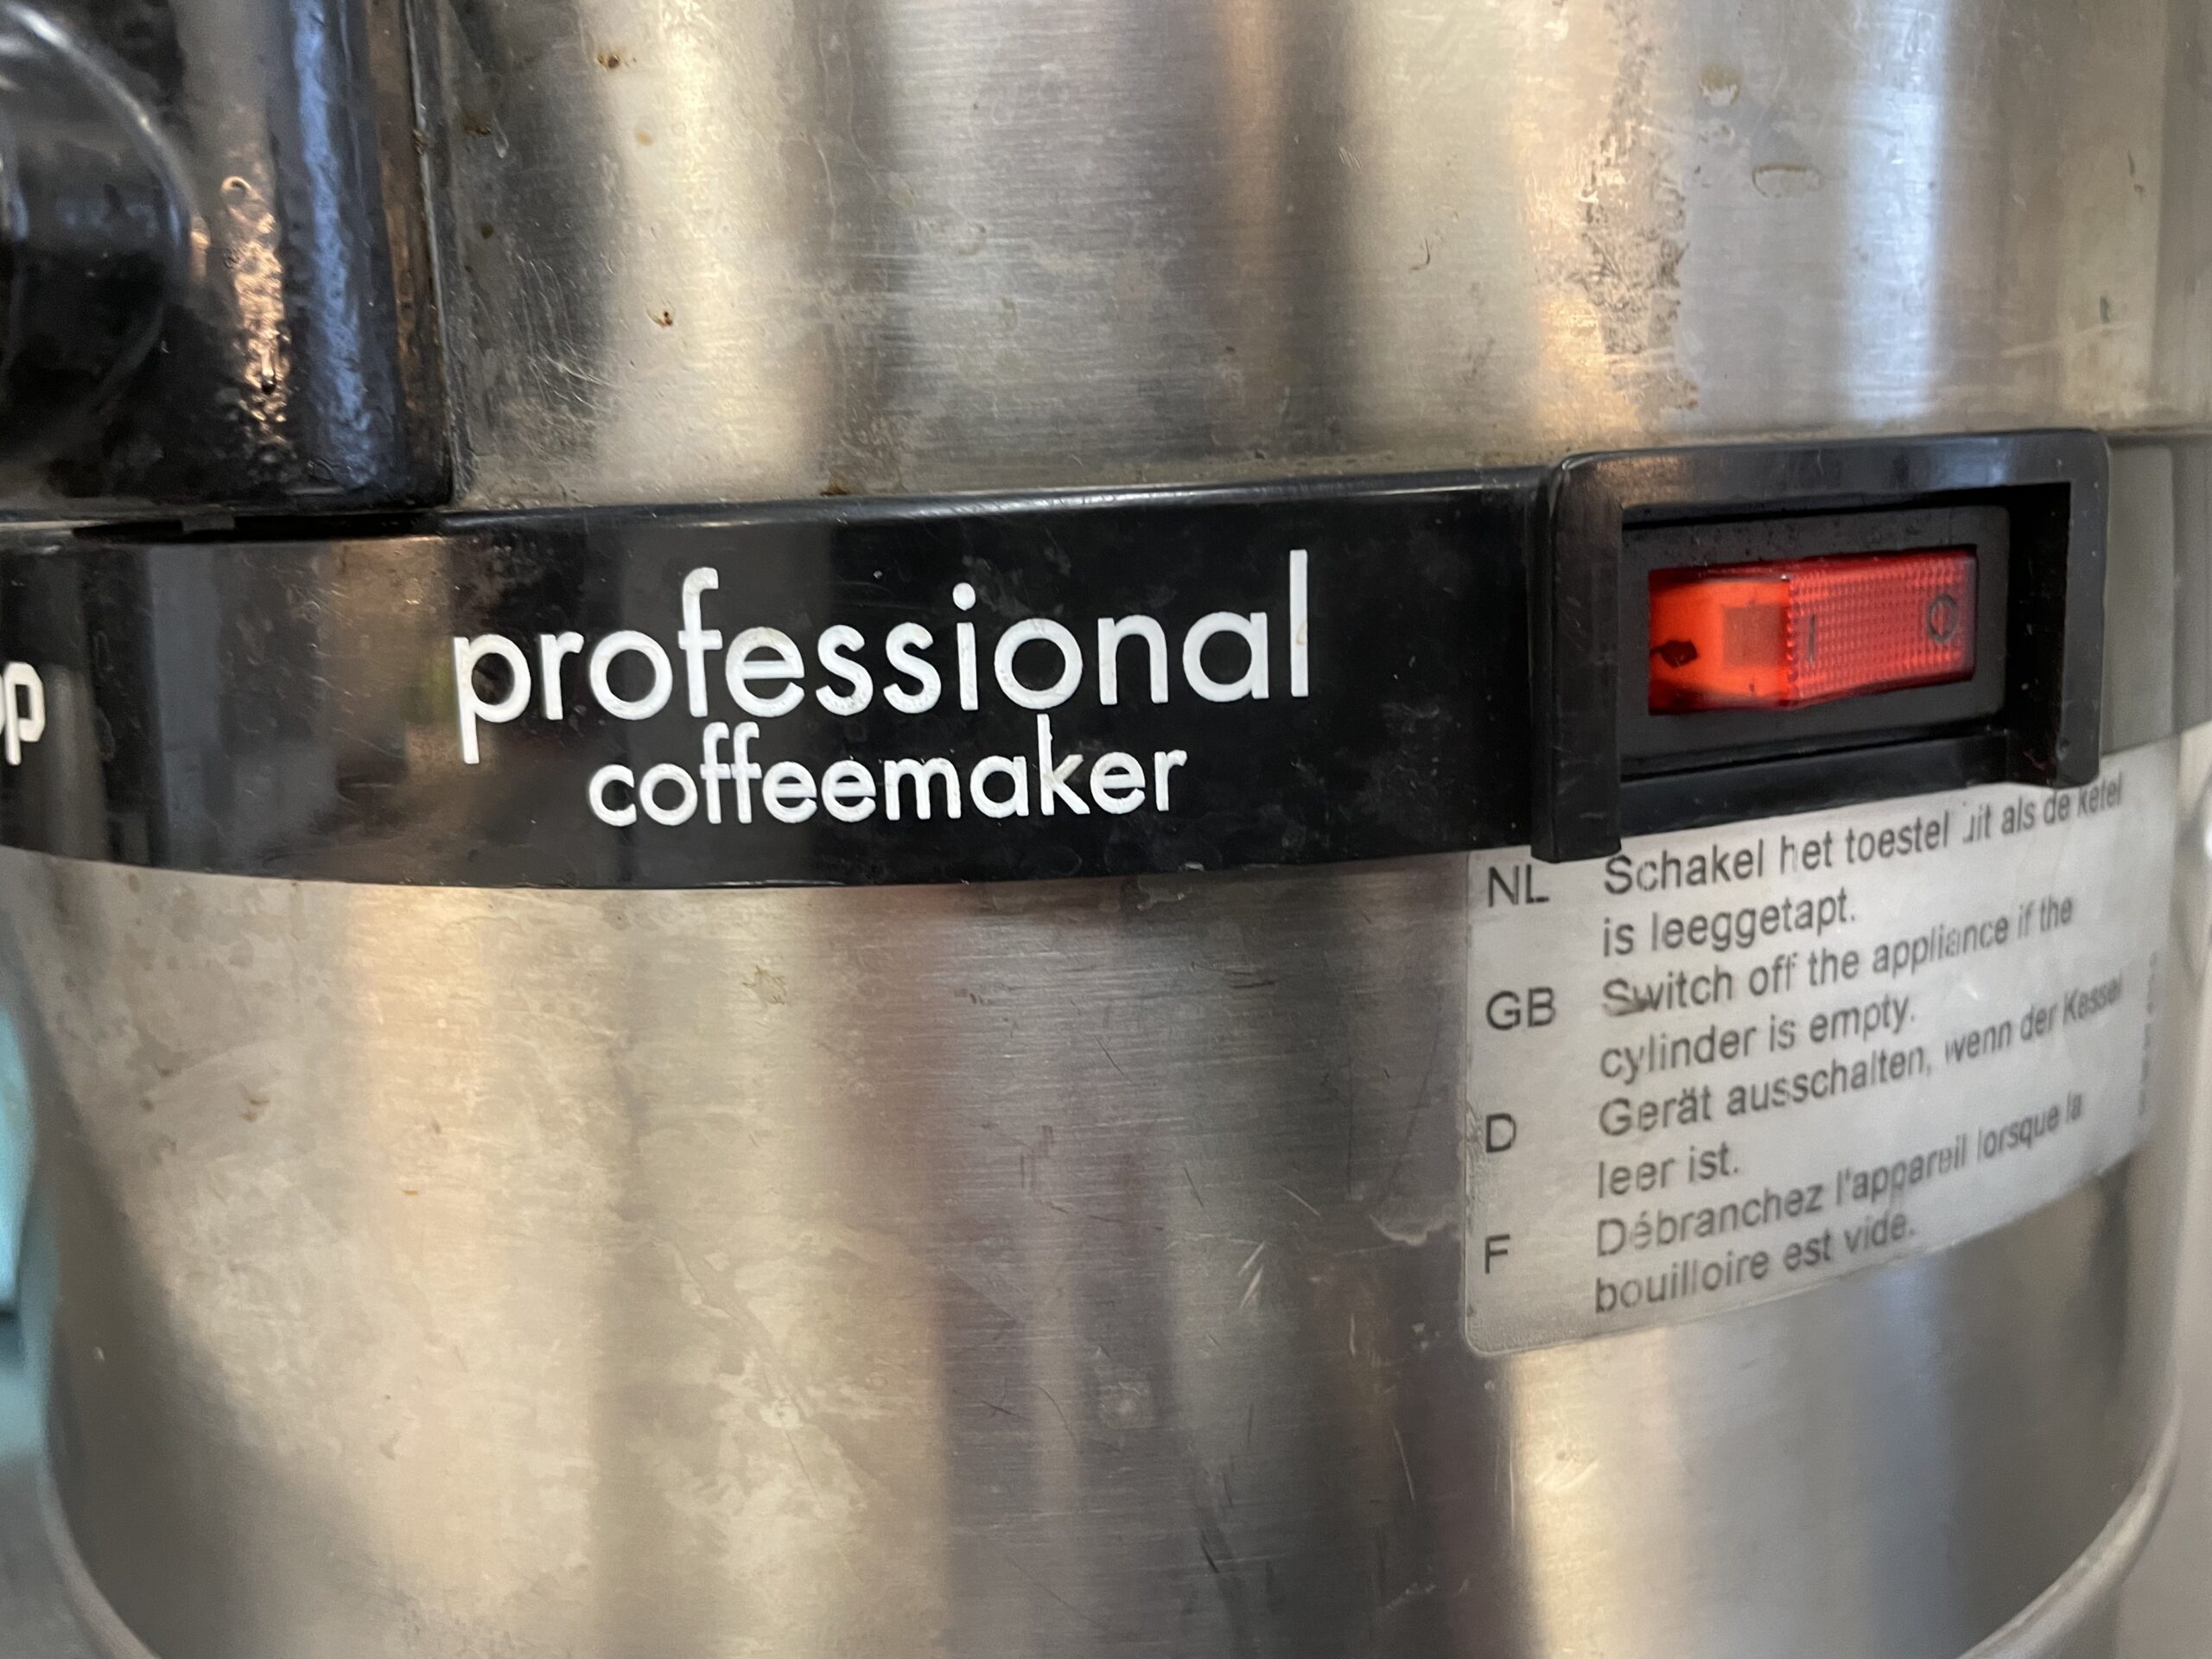 professional
coffeemaker
NL Schakel het toestel uit als de ketel
is leeggetapt.
GB Switch off the appliance if the
cylinder is empty.
D Gerät ausschalten, wenn der Kessel
leer ist.
F Débranchez l'appareil lorsque la
bouilloire est vide.